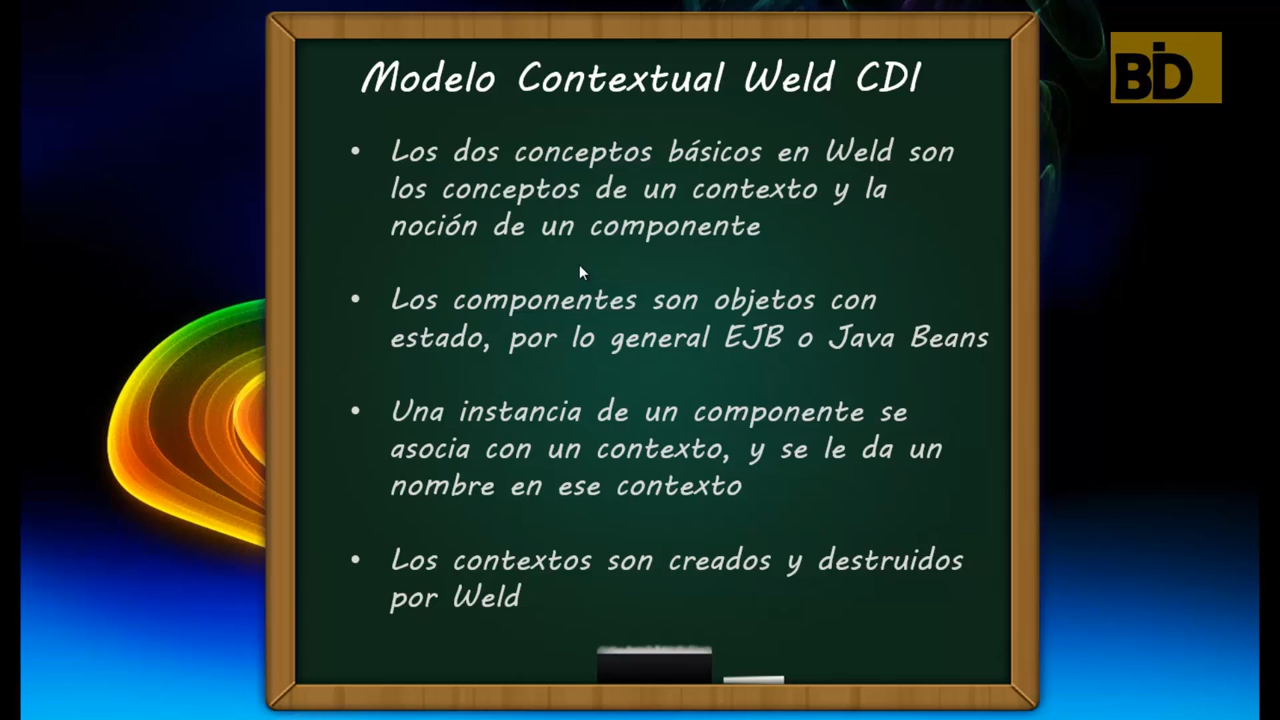 Modelo Contextual Weld CDI
BID
• Los dos conceptos básicos en Weld son
los conceptos de un contexto y la
noción de un componente
• Los componentes son objetos con
estado, por lo general EJB o Java Beans
• Una instancia de un componente se
asocia con un contexto, y se le da un
nombre en ese contexto
• Los contextos son creados y destruidos
por Weld